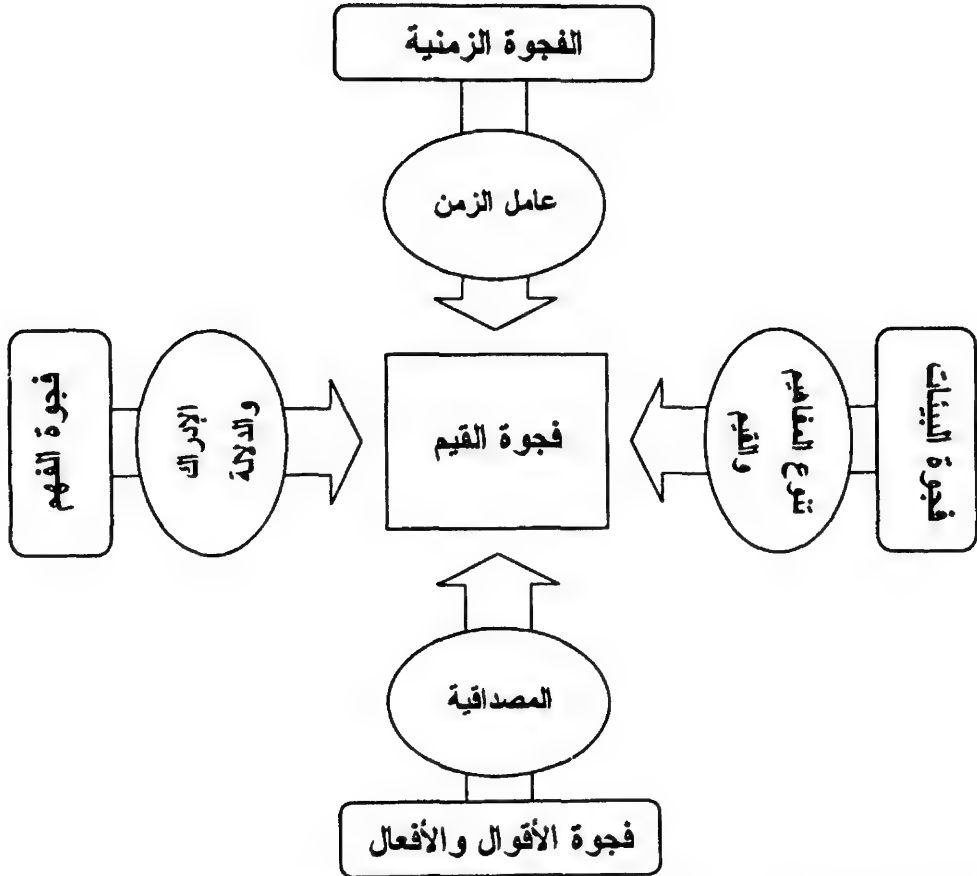 الفجوة الزمنية
عامل الزمن
فجوة البيئات
تنوع المفاهيم
والقيم
فجوة القيم
الإدراك
والدلالة
فجوة الفهم
المصداقية
فجوة الأقوال والأفعال